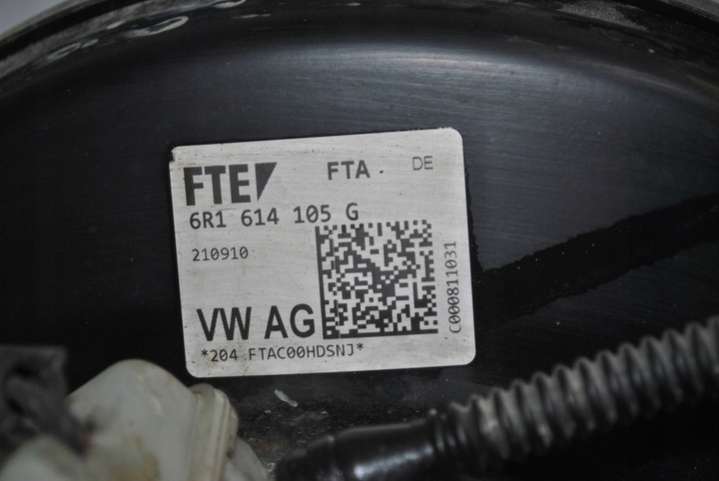 FTE FTA. DE
6R1 614 105 G
210910
C000811031
VW AG
*204 FTAC00HDSNJ*